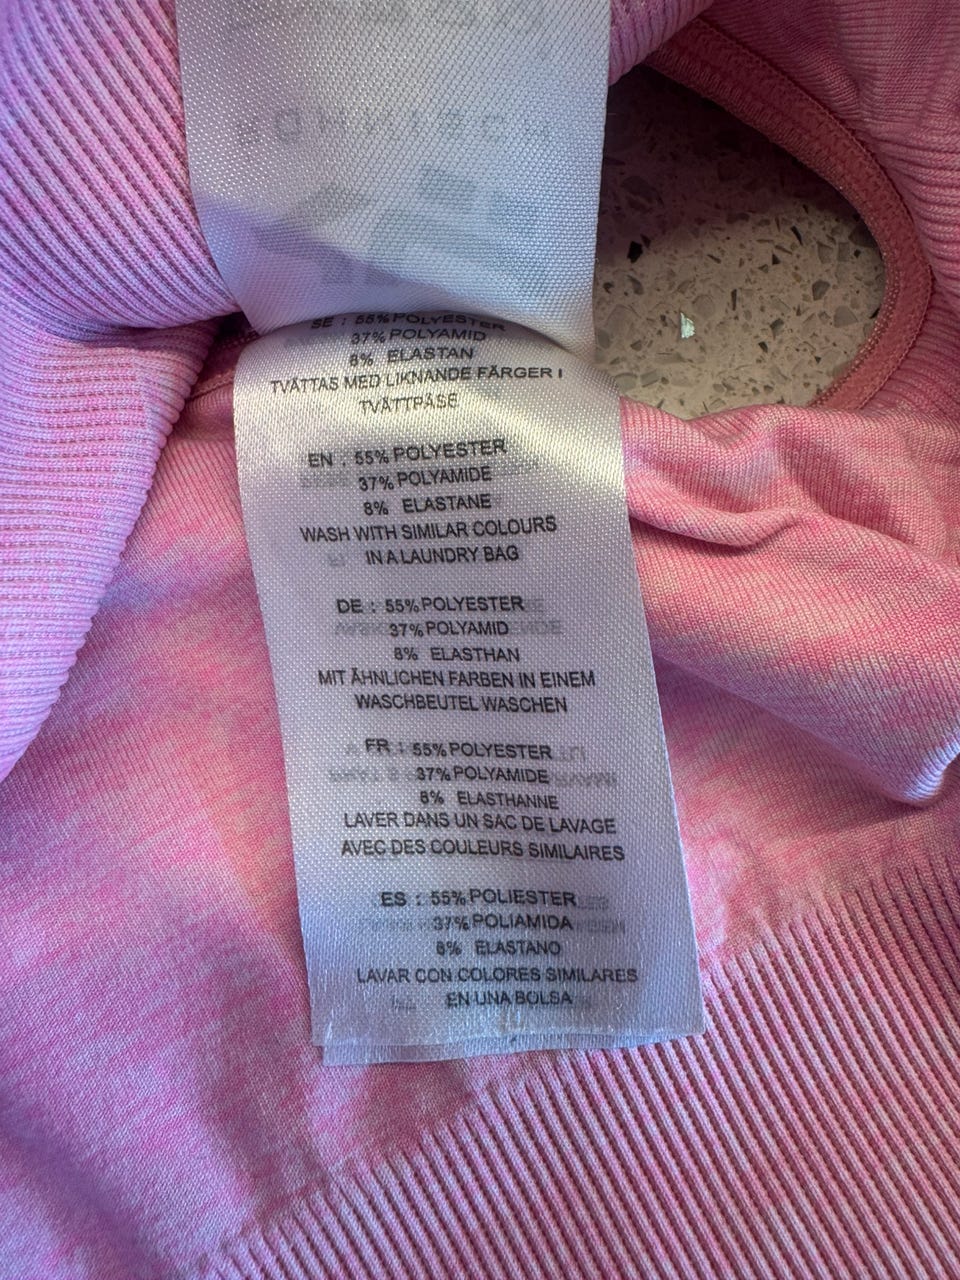 SE : 55% POLYESTER
37% POLYAMID
8% ELASTAN
TVÄTTAS MED LIKNANDE FÄRGER I
TVÄTTPÅSE
EN : 55% POLYESTER
37% POLYAMIDE
8% ELASTANE
WASH WITH SIMILAR COLOURS
IN A LAUNDRY BAG
DE : 55% POLYESTER
37% POLYAMID
8% ELASTHAN
MIT ÄHNLICHEN FARBEN IN EINEM
WASCHBEUTEL WASCHEN
FR : 55% POLYESTER
37% POLYAMIDE
8% ELASTHANNE
LAVER DANS UN SAC DE LAVAGE
AVEC DES COULEURS SIMILAIRES
ES : 55% POLIESTER
37% POLIAMIDA
8% ELASTANO
LAVAR CON COLORES SIMILARES
EN UNA BOLSA